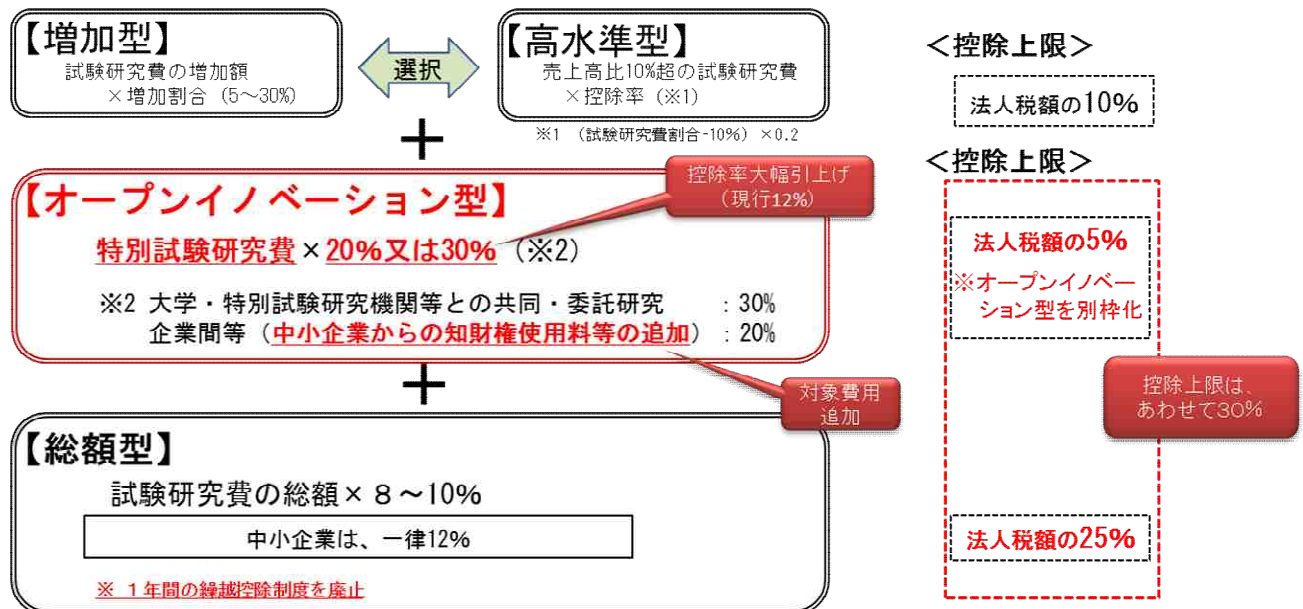 【増加型】
試験研究費の増加額
×増加割合（5～30%）
選択
【高水準型】
売上高比10%超の試験研究費
×控除率（※1）
※1　（試験研究費割合-10%）×0.2
＜控除上限＞
法人税額の10%
＋
＜控除上限＞
【オープンイノベーション型】
控除率大幅引上げ
（現行12%）
特別試験研究費×20%又は30%（※2）
※2 大学・特別試験研究機関等との共同・委託研究　：30%
企業間等（中小企業からの知財権使用料等の追加）：20%
法人税額の5%
※オープンイノベー
ション型を別枠化
＋
対象費用
追加
控除上限は、
あわせて30%
【総額型】
試験研究費の総額×８～10%
中小企業は、一律12%
※　１年間の繰越控除制度を廃止
法人税額の25%